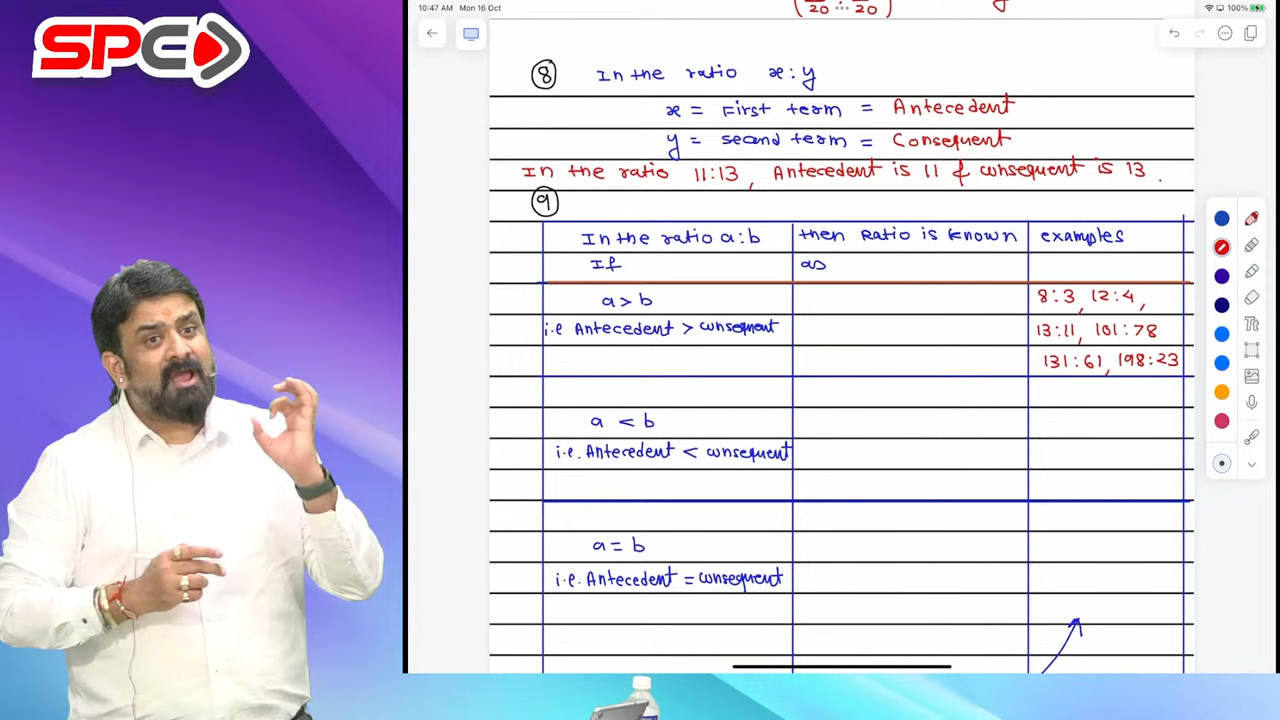 10:47 AM Mon 16 Oct
100%
20 20
SPE
8 In the ratio x:y
x = First term = Antecedent
y = second term = Consequent
In the ratio 11:13, Antecedent is 11 & consequent is 13.
9
In the ratio a:b then Ratio is known examples
If as
a > b 8:3, 12:4,
i.e Antecedent > consequent 13:11, 101:78
131:61, 198:23
a < b
i.e. Antecedent < consequent
a = b
i.e. Antecedent = consequent
Tt